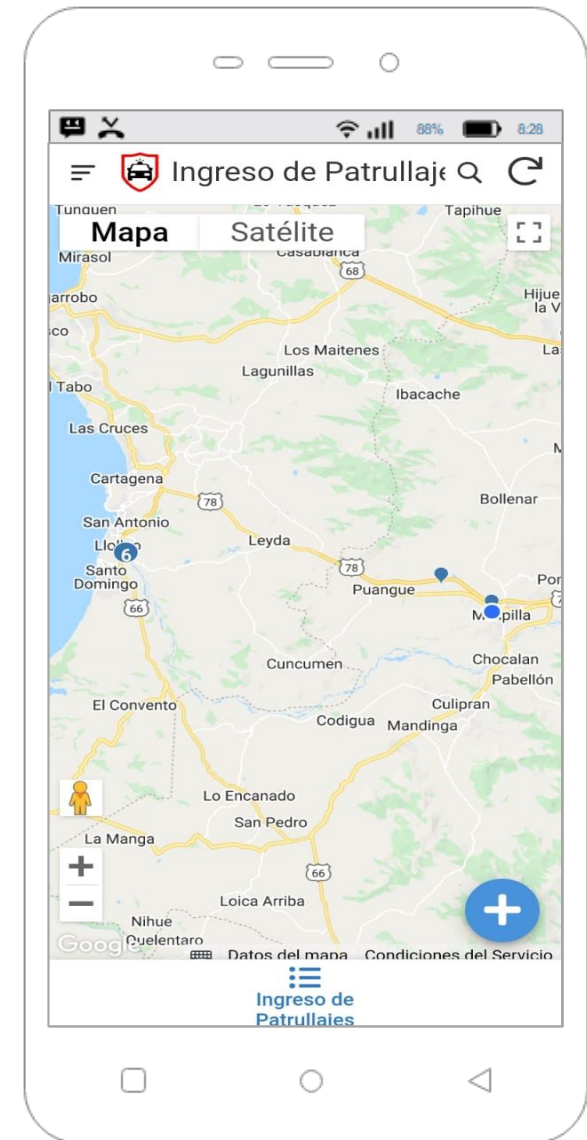 88%
8:28
Ingreso de Patrullaje
Tunquen
Tapihue
Mapa
Satélite
Mirasol
Casablanca
68
arrobo
Hijue
la V
sco
Los Maitenes
La
Lagunillas
l Tabo
Ibacache
Las Cruces
Cartagena
78
Bollenar
San Antonio
Leyda
6
78
Santo
Domingo
Puangue
Por
66
M pilla
Cuncumen
Chocalan
Pabellón
El Convento
Culipran
Codigua
Mandinga
Lo Encanado
San Pedro
La Manga
+
66
−
Loica Arriba
+
Nihue
Google
Quelentaro
Datos del mapa
Condiciones del Servicio
Ingreso de
Patrullajes